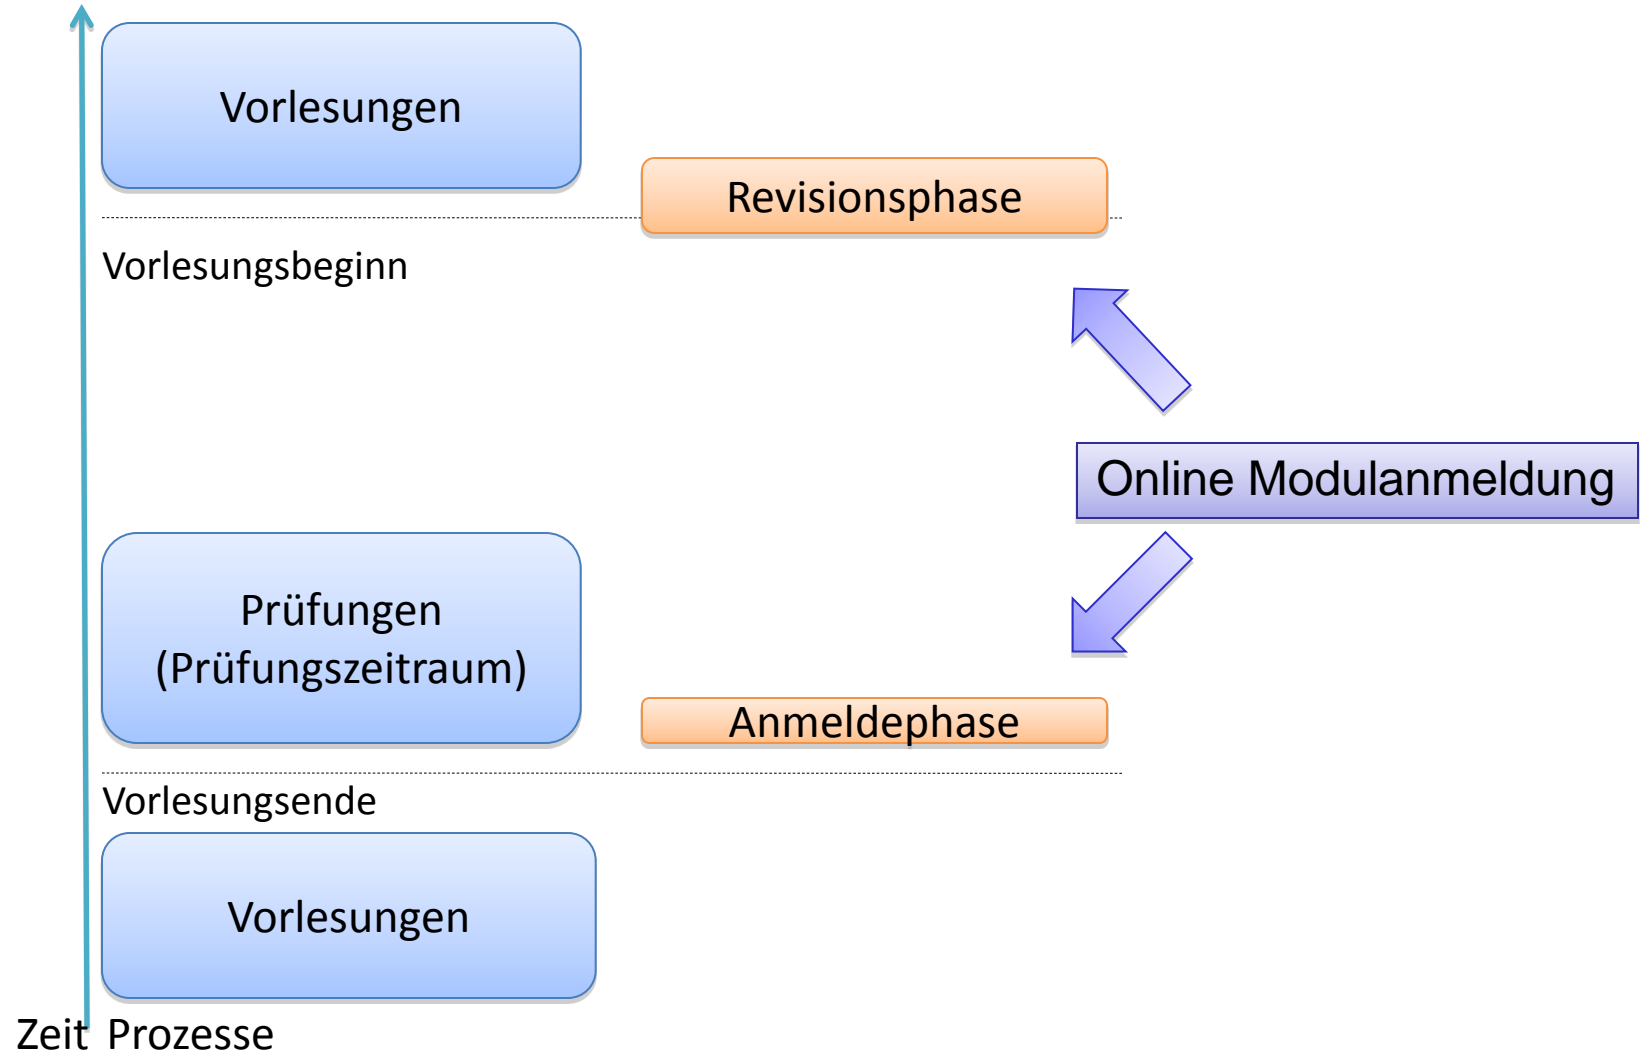 Vorlesungen
Revisionsphase
Vorlesungsbeginn
Online Modulanmeldung
Prüfungen
(Prüfungszeitraum)
Anmeldephase
Vorlesungsende
Vorlesungen
Zeit Prozesse